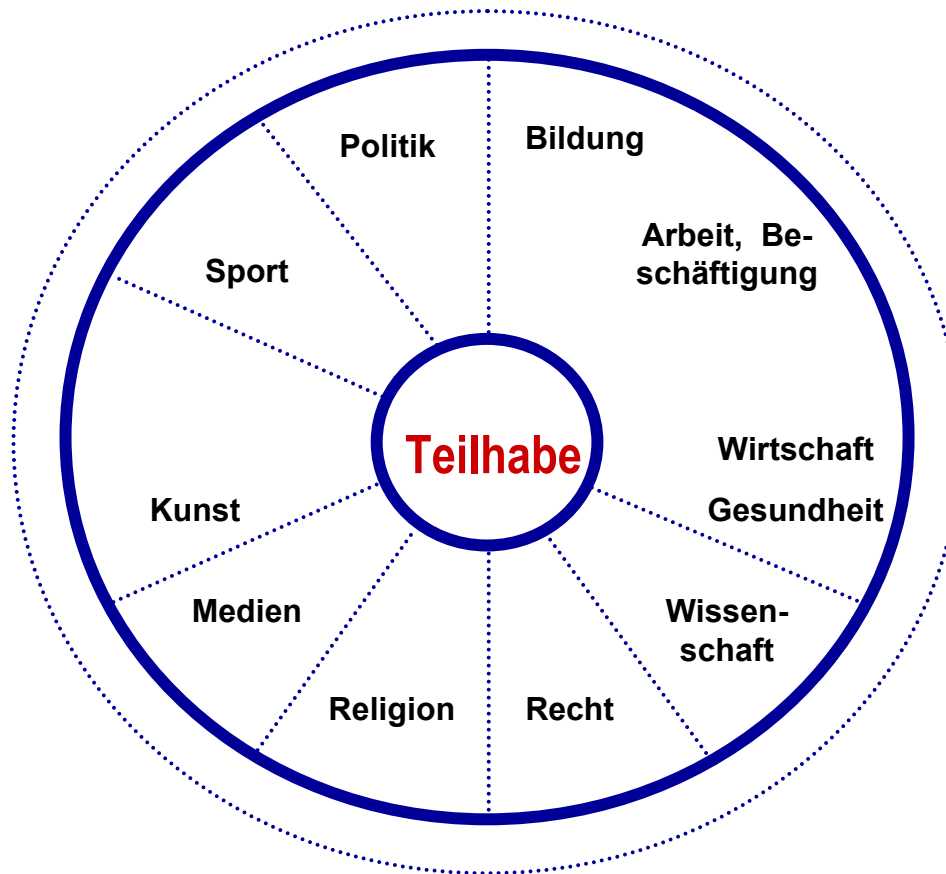 Politik
Bildung
Arbeit, Be-
schäftigung
Sport
Teilhabe
Wirtschaft
Kunst
Gesundheit
Medien
Wissen-
schaft
Religion
Recht